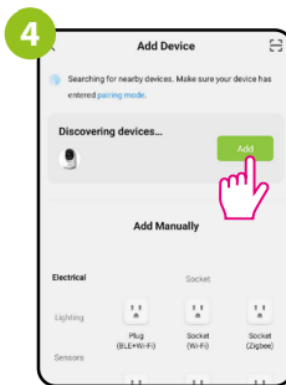 4
Add Device
Searching for nearby devices. Make sure your device has
entered pairing mode.
Discovering devices...
Add
Add Manually
Electrical
Socket
Lighting
Plug
(BLE+Wi-Fi)
Socket
(Wi-Fi)
Socket
(Zigbee)
Sensors